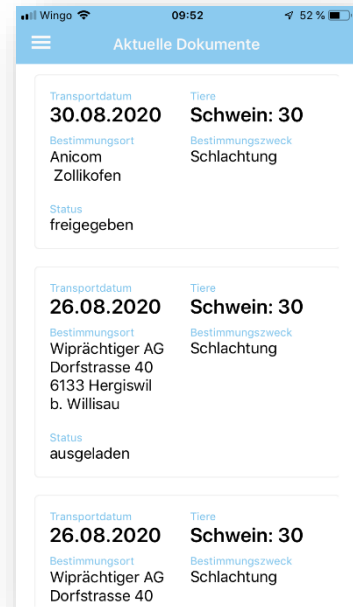 Wingo 09:52 52 %
Aktuelle Dokumente
Transportdatum Tiere
30.08.2020 Schwein: 30
Bestimmungsort Bestimmungszweck
Anicom Schlachtung
Zollikofen
Status
freigegeben
Transportdatum Tiere
26.08.2020 Schwein: 30
Bestimmungsort Bestimmungszweck
Wiprächtiger AG Schlachtung
Dorfstrasse 40
6133 Hergiswil
b. Willisau
Status
ausgeladen
Transportdatum Tiere
26.08.2020 Schwein: 30
Bestimmungsort Bestimmungszweck
Wiprächtiger AG Schlachtung
Dorfstrasse 40